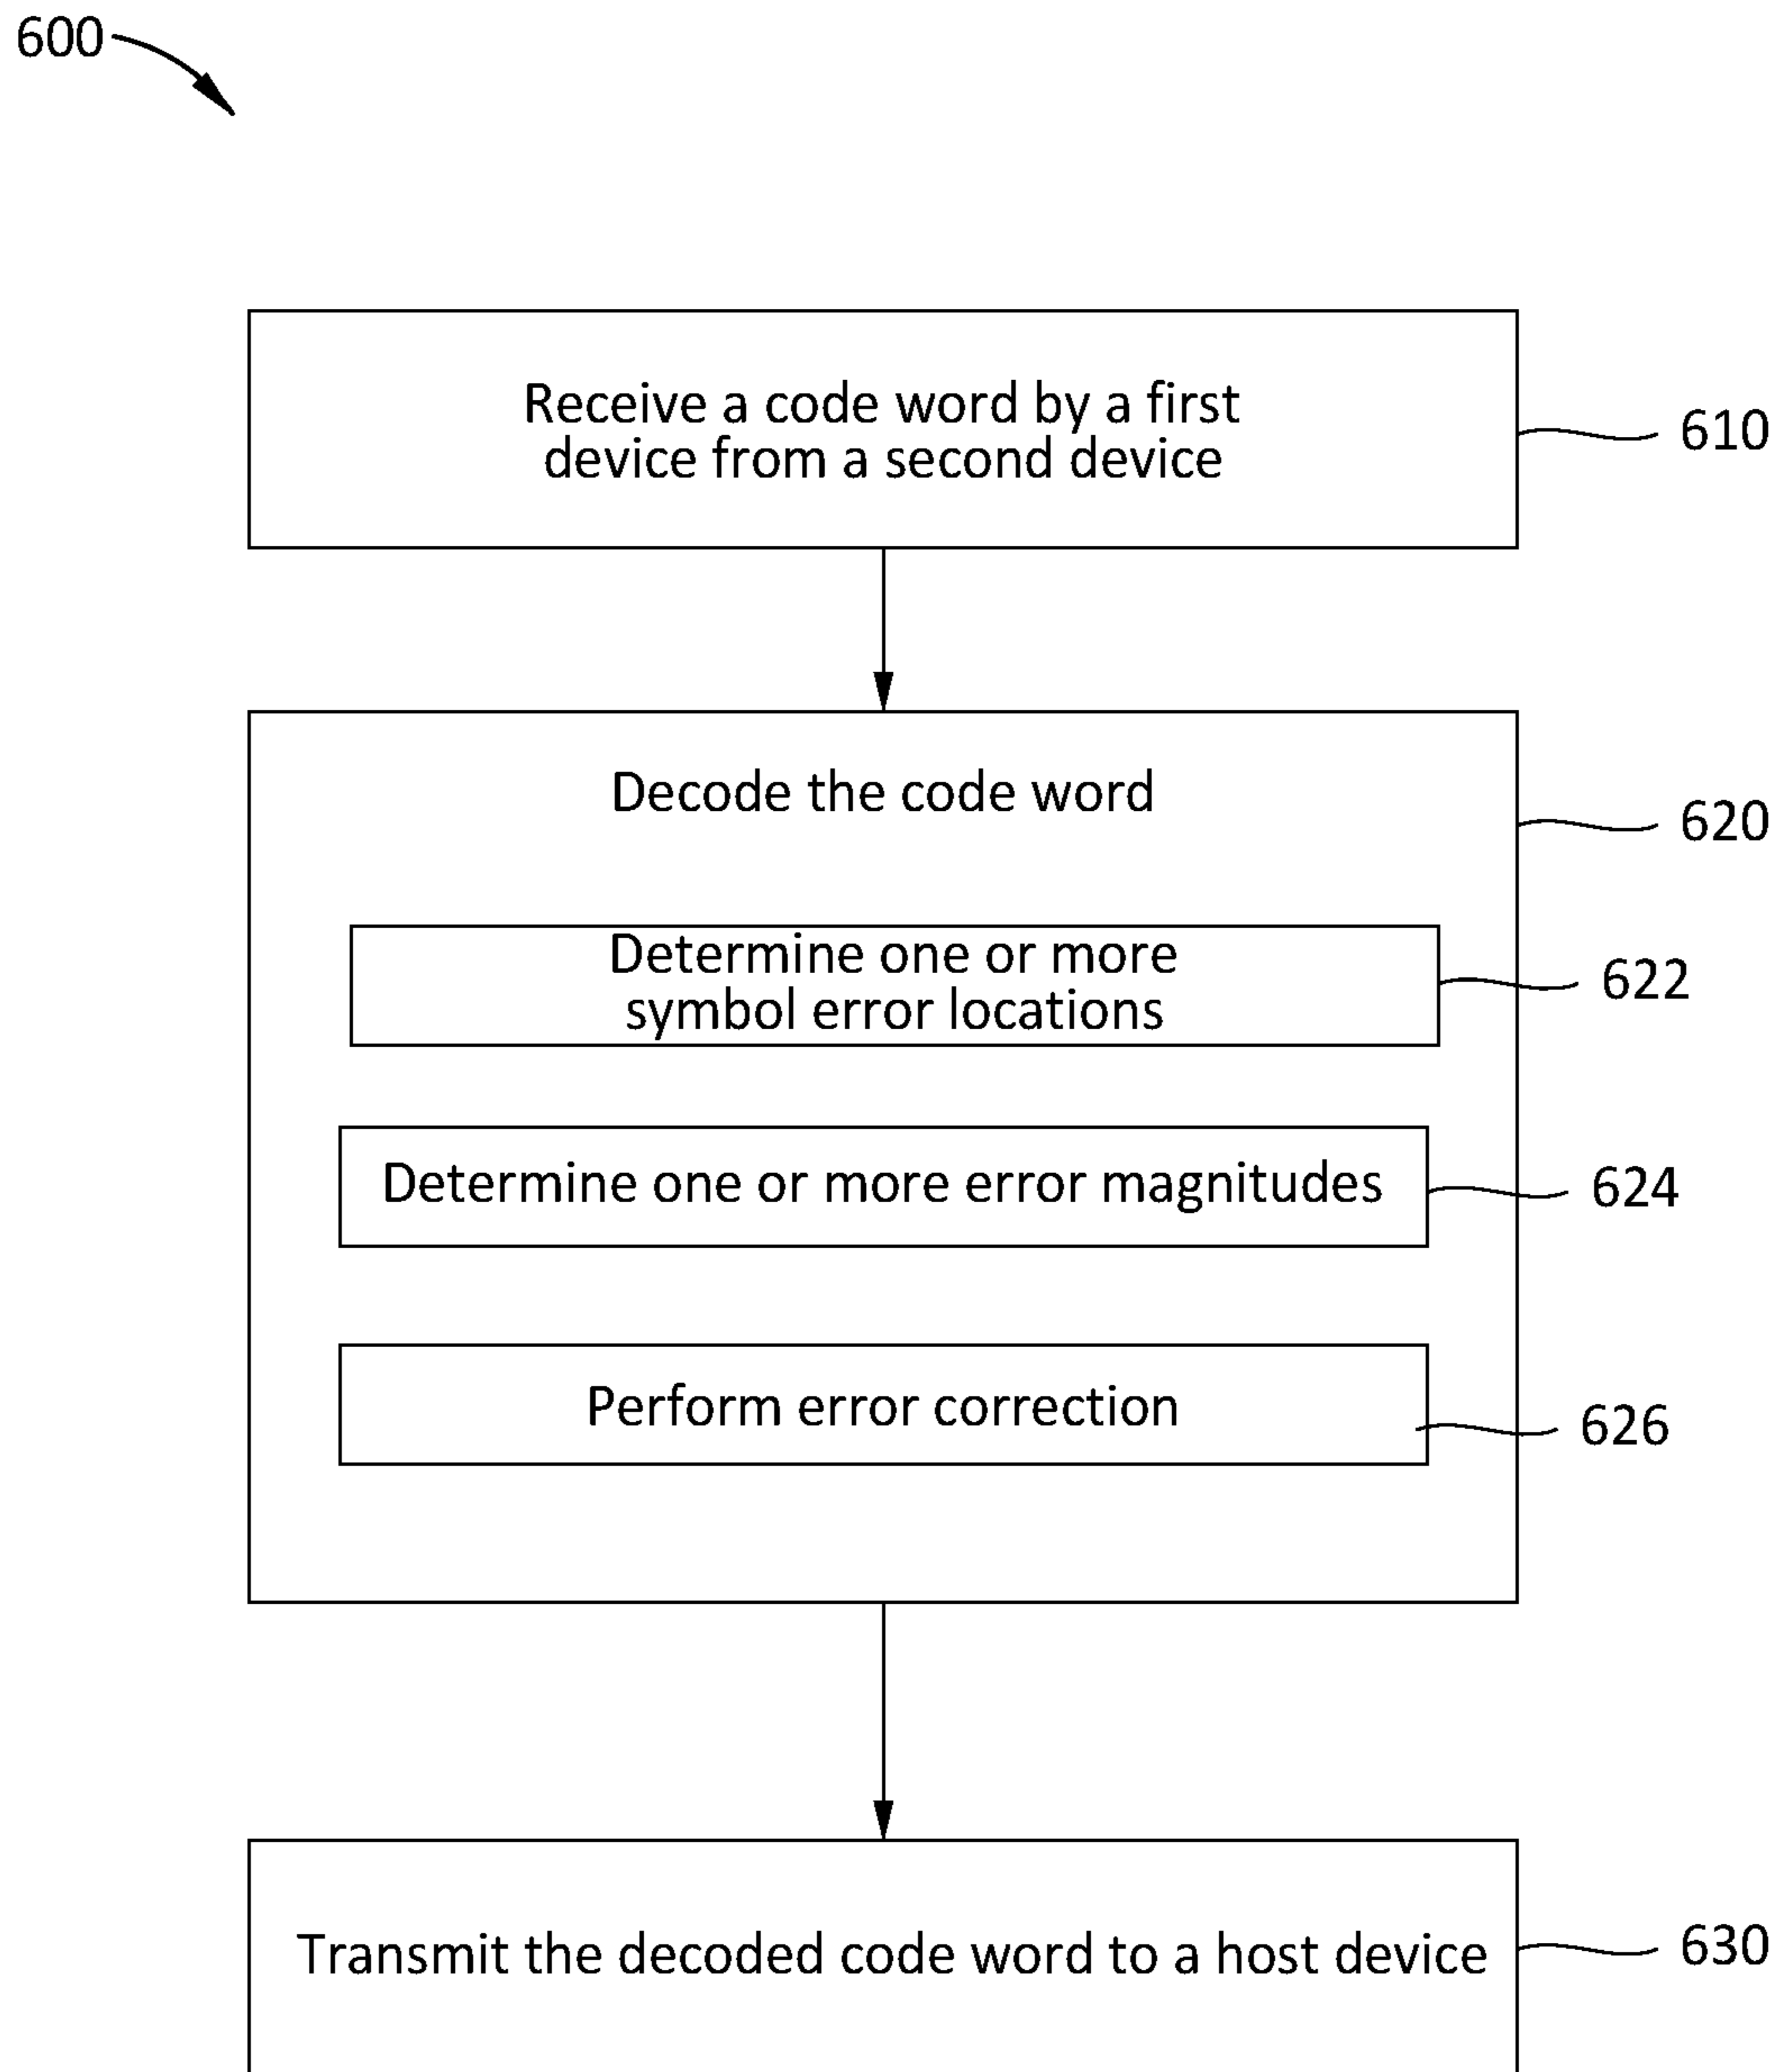 600
Receive a code word by a first
device from a second device
610
Decode the code word
620
Determine one or more
symbol error locations
622
Determine one or more error magnitudes
624
Perform error correction
626
Transmit the decoded code word to a host device
630